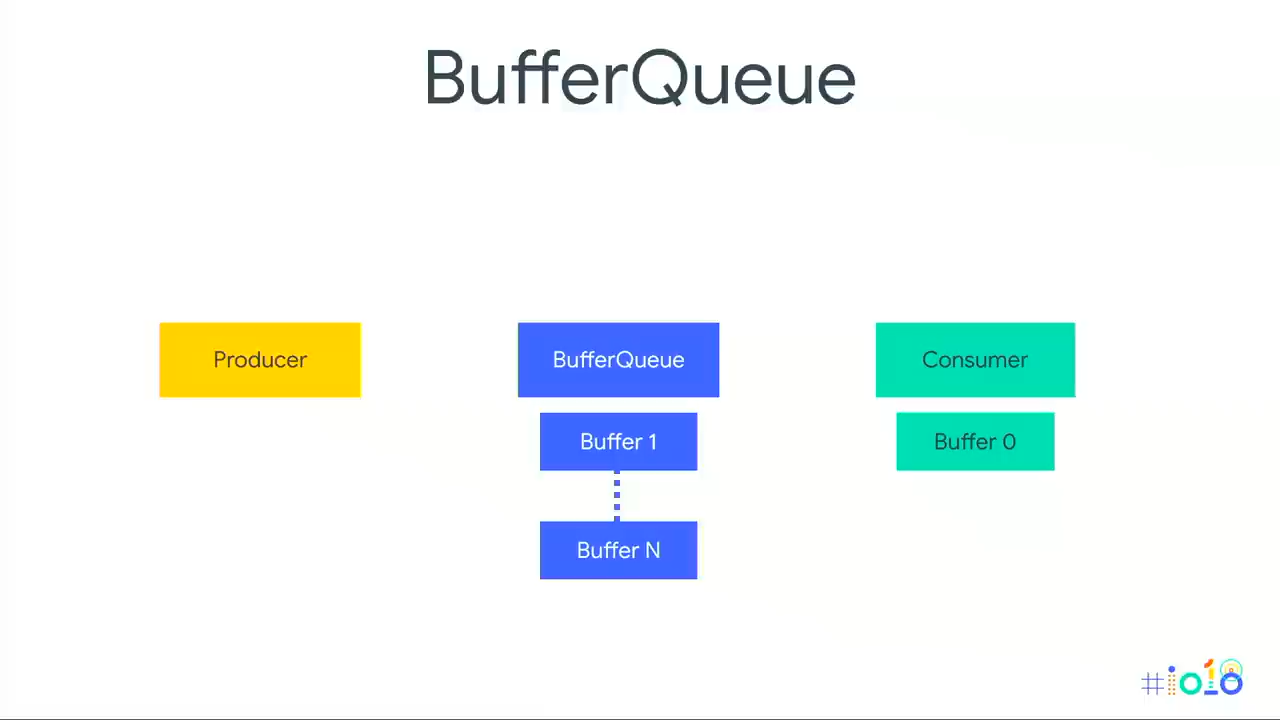 BufferQueue
Producer
BufferQueue
Consumer
Buffer 1
Buffer 0
Buffer N
#io18